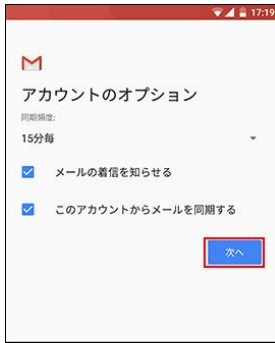 17:19
アカウントのオプション
同期頻度:
15分毎
メールの着信を知らせる
このアカウントからメールを同期する
次へ